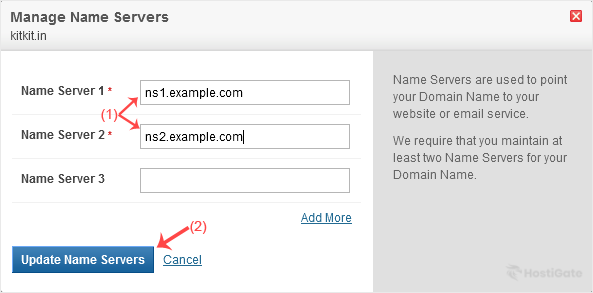 Manage Name Servers
kitkit.in
Name Server 1 *
ns1.example.com
(1)
Name Server 2 *
ns2.example.com
Name Server 3
Add More
(2)
Update Name Servers
Cancel
Name Servers are used to point
your Domain Name to your
website or email service.
We require that you maintain at
least two Name Servers for your
Domain Name.
HostiGate